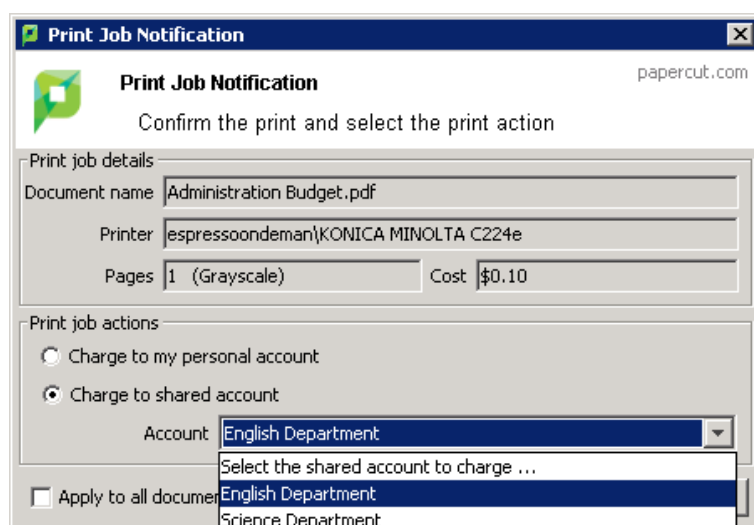 Print Job Notification
papercut.com
Print Job Notification
Confirm the print and select the print action
Print job details
Document name Administration Budget.pdf
Printer espressoondeman\KONICA MINOLTA C224e
Pages 1 (Grayscale) Cost $0.10
Print job actions
Charge to my personal account
Charge to shared account
Account English Department
Select the shared account to charge ...
Apply to all documen English Department
Science Department